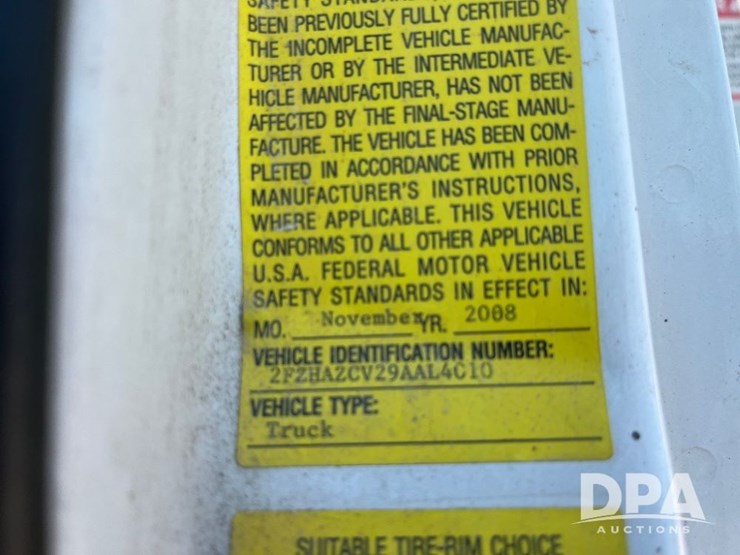 SAFETY STANDARD
BEEN PREVIOUSLY FULLY CERTIFIED BY
THE INCOMPLETE VEHICLE MANUFAC-
TURER OR BY THE INTERMEDIATE VE-
HICLE MANUFACTURER, HAS NOT BEEN
AFFECTED BY THE FINAL-STAGE MANU-
FACTURE. THE VEHICLE HAS BEEN COM-
PLETED IN ACCORDANCE WITH PRIOR
MANUFACTURER'S INSTRUCTIONS,
WHERE APPLICABLE. THIS VEHICLE
CONFORMS TO ALL OTHER APPLICABLE
U.S.A. FEDERAL MOTOR VEHICLE
SAFETY STANDARDS IN EFFECT IN:
MO. November YR. 2008
VEHICLE IDENTIFICATION NUMBER:
2FZHAZCV29AAL4C10
VEHICLE TYPE:
Truck
SUITABLE TIRE-RIM CHOICE
DPA
AUCTIONS